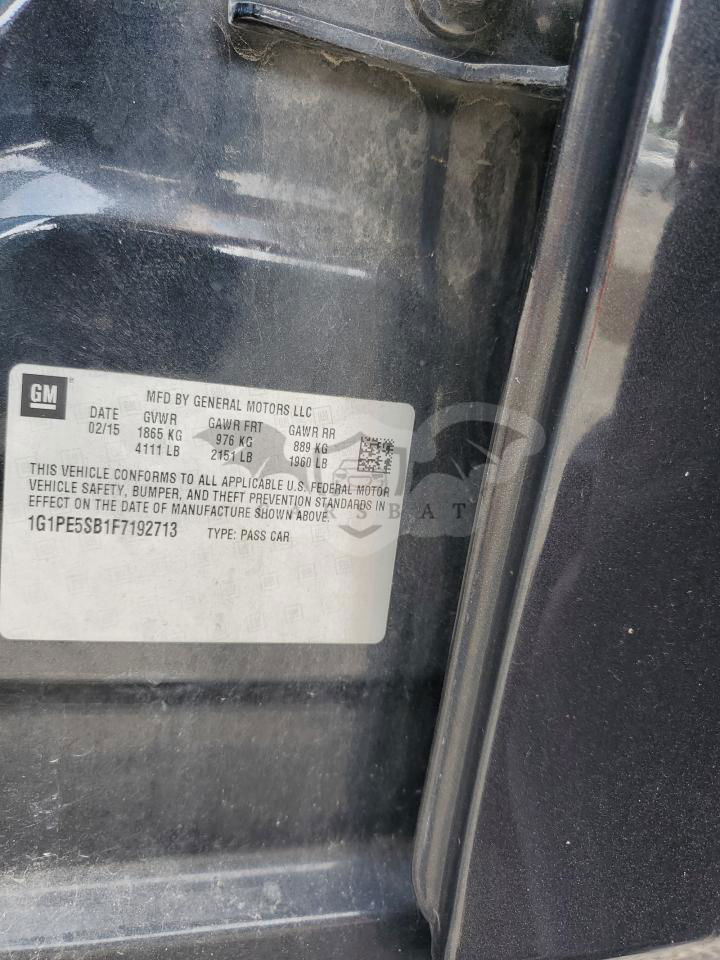 GM
MFD BY GENERAL MOTORS LLC
DATE GVWR GAWR FRT GAWR RR
02/15 1865 KG 976 KG 889 KG
4111 LB 2151 LB 1960 LB
THIS VEHICLE CONFORMS TO ALL APPLICABLE U.S. FEDERAL MOTOR
VEHICLE SAFETY, BUMPER, AND THEFT PREVENTION STANDARDS IN
EFFECT ON THE DATE OF MANUFACTURE SHOWN ABOVE.
1G1PE5SB1F7192713 TYPE: PASS CAR